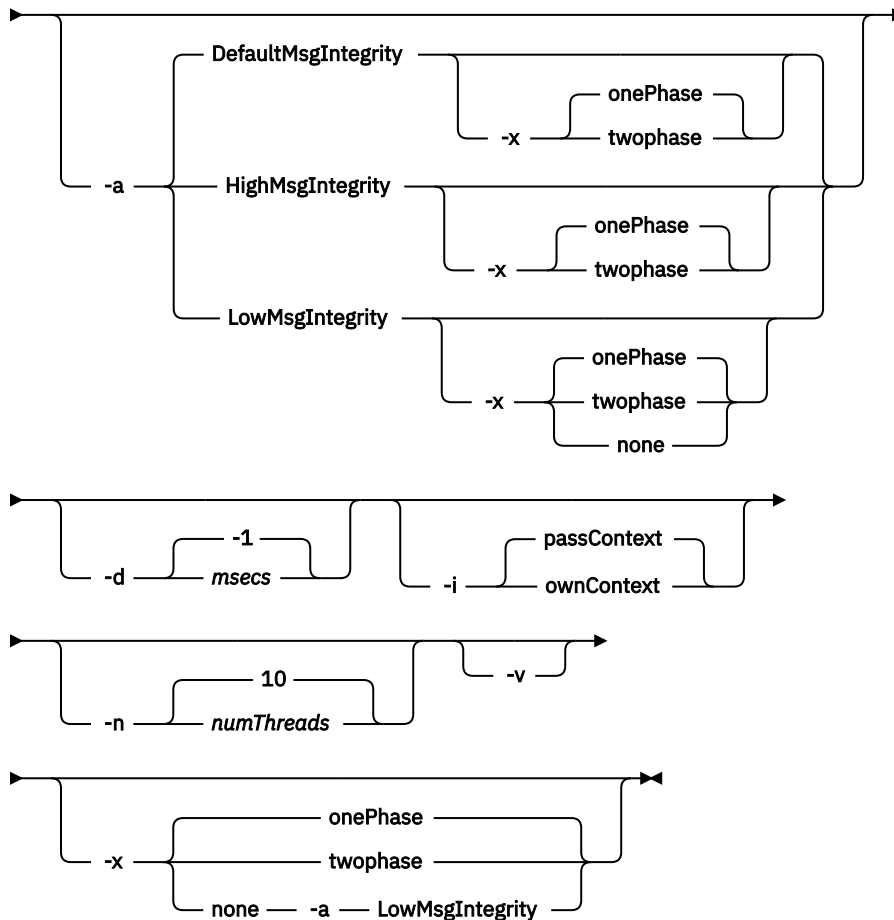 DefaultMsgIntegrity
onePhase
-x twophase
-a HighMsgIntegrity
onePhase
-x twophase
LowMsgIntegrity
onePhase
-x twophase
none
-1 passContext
-d msecs
-i ownContext
10 -v
-n numThreads
onePhase
-x twophase
none -a LowMsgIntegrity